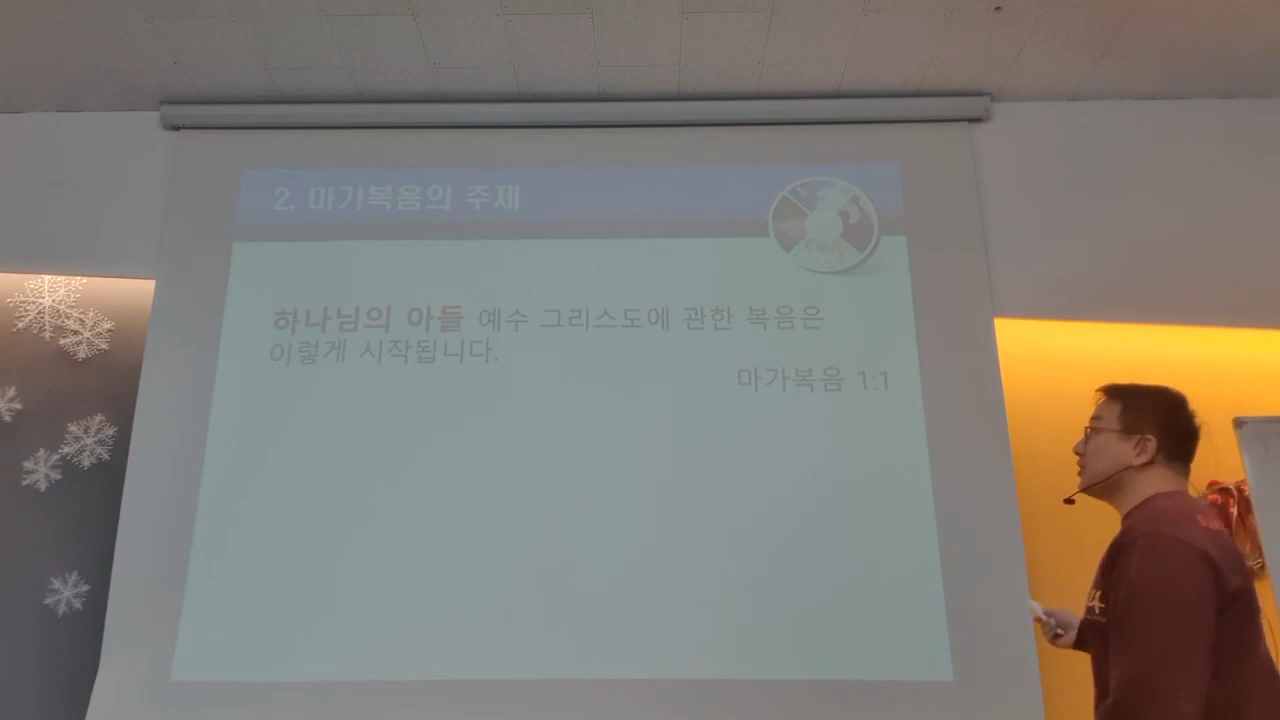 2. 마가복음의 주제
하나님의 아들 예수 그리스도에 관한 복음은
이렇게 시작됩니다.
마가복음 1:1